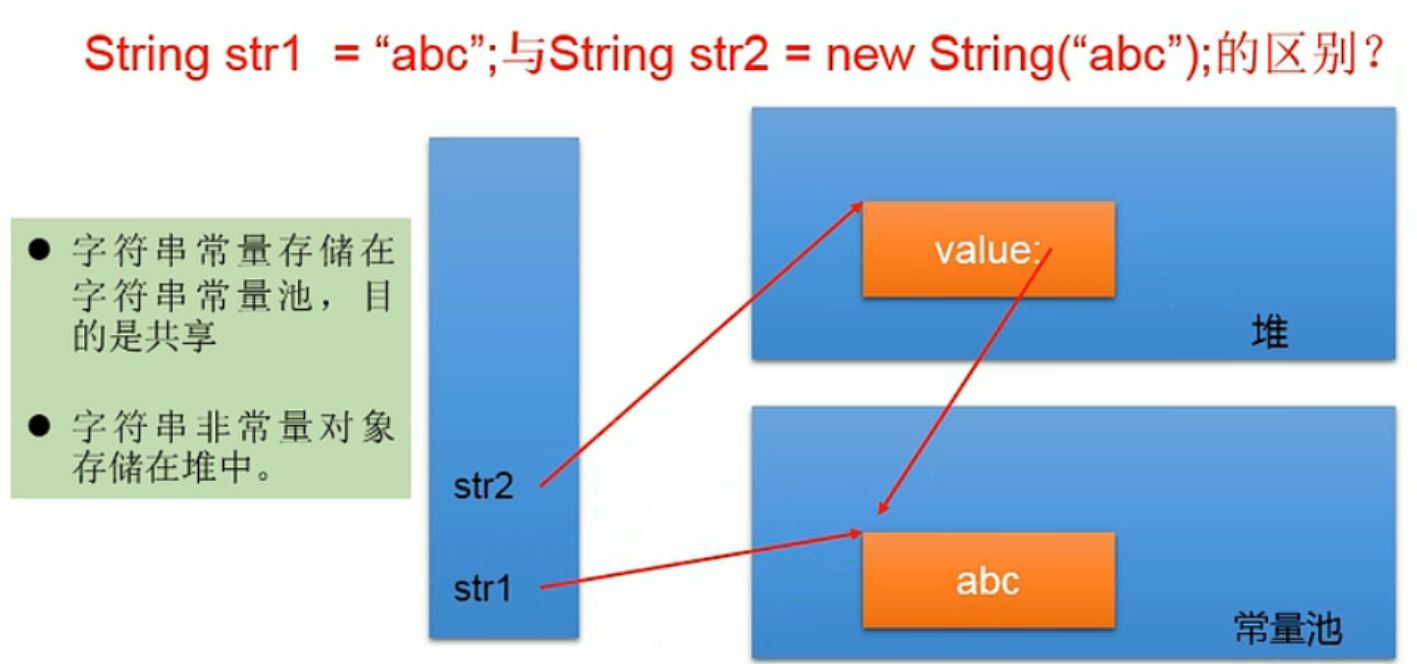 String str1 = “abc”;与String str2 = new String(“abc”);的区别？
● 字符串常量存储在
字符串常量池，目
的是共享
● 字符串非常量对象
存储在堆中。
str2
str1
value:
堆
abc
常量池